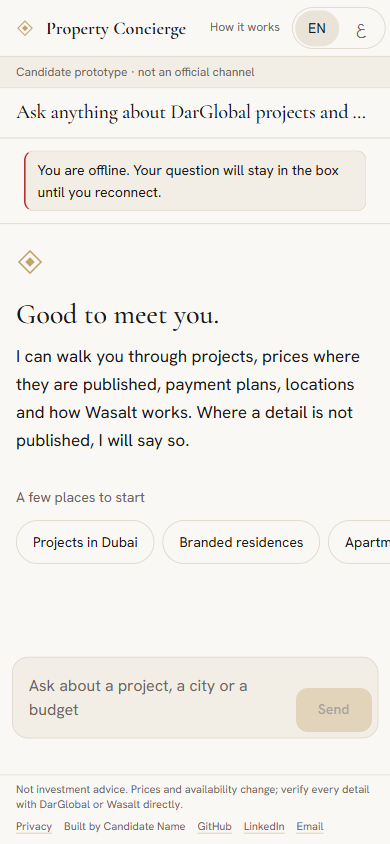 Property Concierge
How it works
EN
ع
Candidate prototype · not an official channel
Ask anything about DarGlobal projects and ...
You are offline. Your question will stay in the box
until you reconnect.
Good to meet you.
I can walk you through projects, prices where
they are published, payment plans, locations
and how Wasalt works. Where a detail is not
published, I will say so.
A few places to start
Projects in Dubai
Branded residences
Apartm
Ask about a project, a city or a
budget
Send
Not investment advice. Prices and availability change; verify every detail
with DarGlobal or Wasalt directly.
Privacy Built by Candidate Name GitHub LinkedIn Email